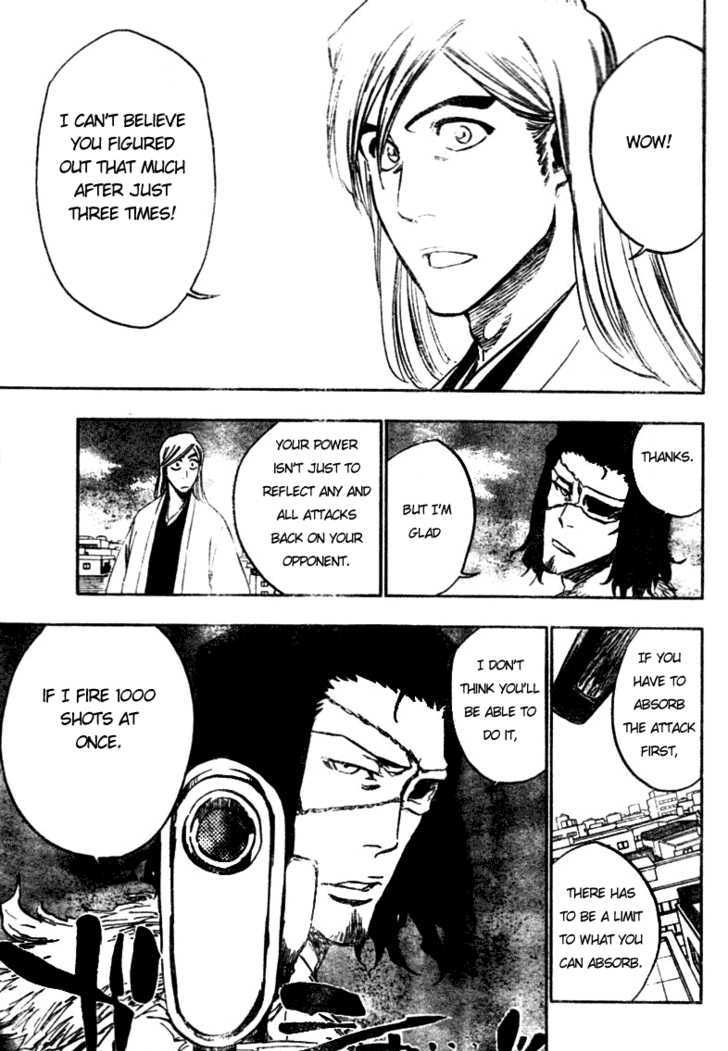 WOW!
I CAN'T BELIEVE
YOU FIGURED
OUT THAT MUCH
AFTER JUST
THREE TIMES!
THANKS.
BUT I'M
GLAD
YOUR POWER
ISN'T JUST TO
REFLECT ANY AND
ALL ATTACKS
BACK ON YOUR
OPPONENT.
IF YOU
HAVE TO
ABSORB
THE ATTACK
FIRST,
THERE HAS
TO BE A LIMIT
TO WHAT YOU
CAN ABSORB.
I DON'T
THINK YOU'LL
BE ABLE TO
DO IT,
IF I FIRE 1000
SHOTS AT
ONCE.